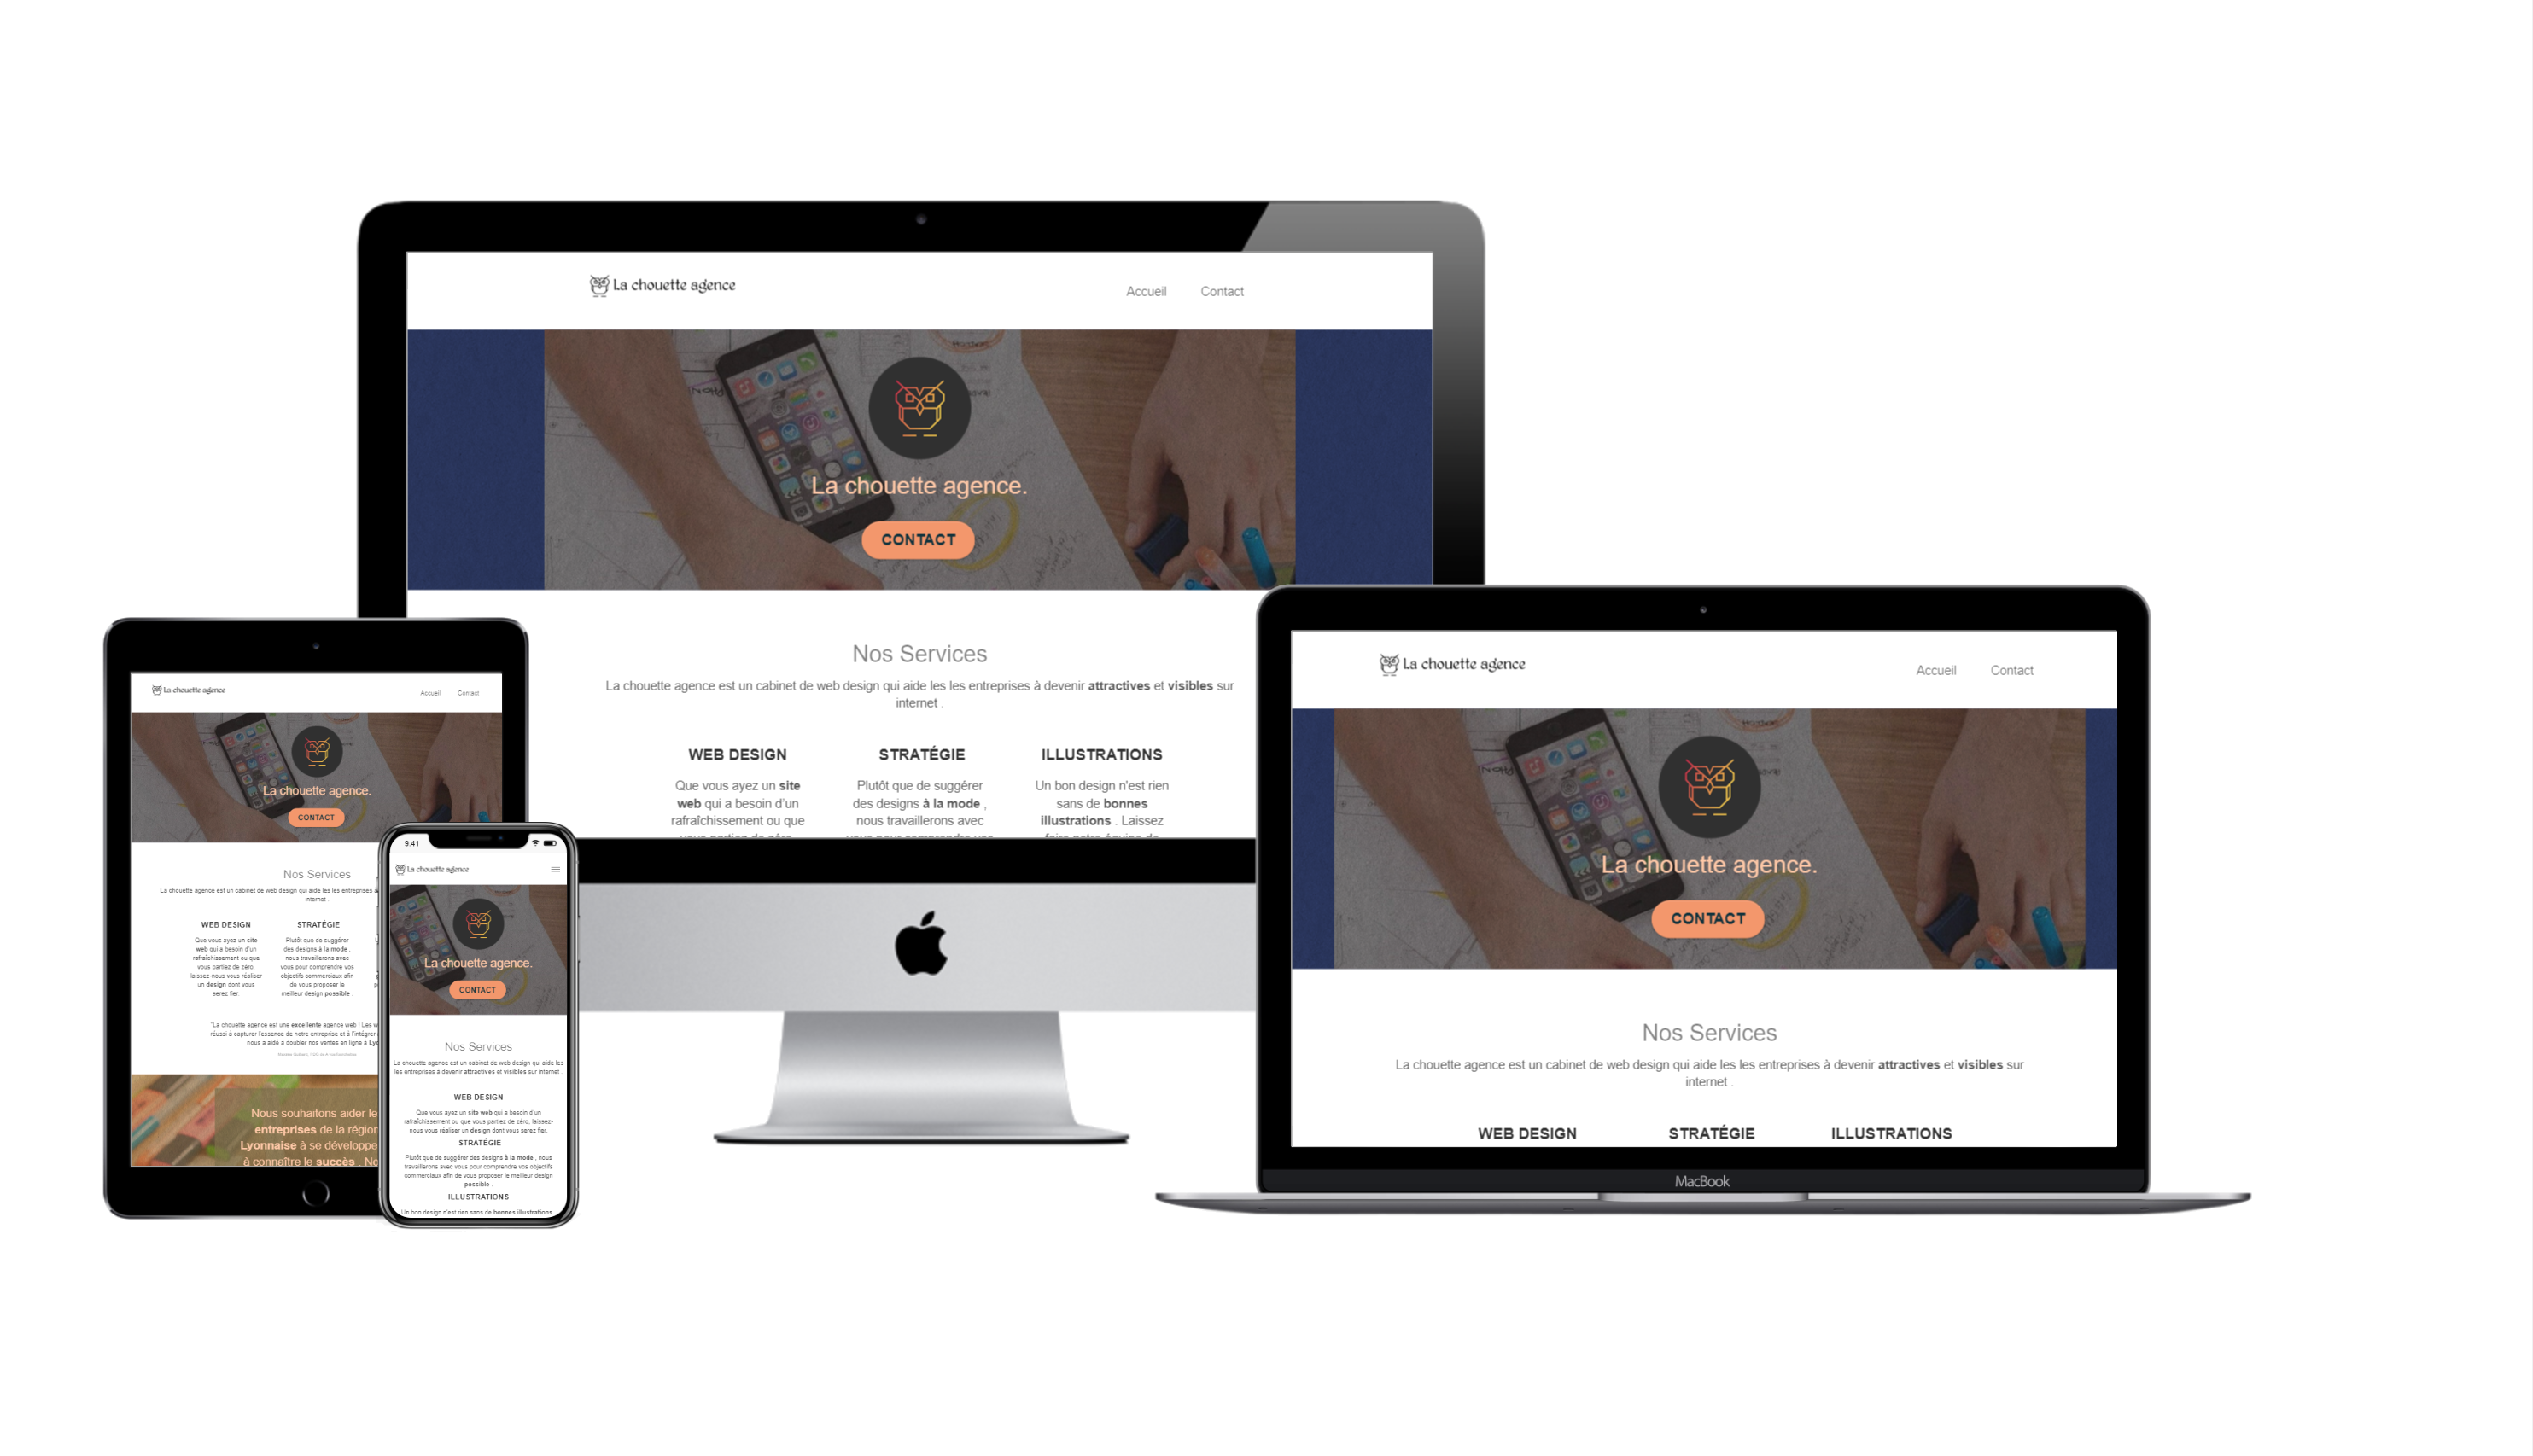 La chouette agence
Accueil Contact
La chouette agence.
CONTACT
Nos Services
La chouette agence est un cabinet de web design qui aide les les entreprises à devenir attractives et visibles sur
internet .
WEB DESIGN STRATÉGIE ILLUSTRATIONS
Que vous ayez un site
web qui a besoin d'un
rafraîchissement ou que
vous partiez de zéro,
Plutôt que de suggérer
des designs à la mode ,
nous travaillerons avec
vous pour comprendre vos
Un bon design n'est rien
sans de bonnes
illustrations . Laissez
faire notre équipe de
La chouette agence
Accueil Contact
La chouette agence.
CONTACT
Nos Services
La chouette agence est un cabinet de web design qui aide les les entreprises à
internet .
WEB DESIGN STRATÉGIE
Que vous ayez un site
web qui a besoin d'un
rafraîchissement ou que
vous partiez de zéro,
laissez-nous vous réaliser
un design dont vous
serez fier.
Plutôt que de suggérer
des designs à la mode ,
nous travaillerons avec
vous pour comprendre vos
objectifs commerciaux afin
de vous proposer le
meilleur design possible .
"La chouette agence est une excellente agence web ! Les
réussi à capturer l'essence de notre entreprise et à l'intégrer
nous a aidé à doubler nos ventes en ligne à
Nous souhaitons aider le
entreprises de la région
Lyonnaise à se développe
à connaître le succès . No
9.41
La chouette agence
La chouette agence.
CONTACT
Nos Services
La chouette agence est un cabinet de web design qui aide les
les entreprises à devenir attractives et visibles sur internet .
WEB DESIGN
Que vous ayez un site web qui a besoin d'un
rafraîchissement ou que vous partiez de zéro, laissez-
nous vous réaliser un design dont vous serez fier.
STRATÉGIE
Plutôt que de suggérer des designs à la mode , nous
travaillerons avec vous pour comprendre vos objectifs
commerciaux afin de vous proposer le meilleur design
possible .
ILLUSTRATIONS
Un bon design n'est rien sans de bonnes illustrations
La chouette agence
Accueil Contact
La chouette agence.
CONTACT
Nos Services
La chouette agence est un cabinet de web design qui aide les les entreprises à devenir attractives et visibles sur
internet .
WEB DESIGN STRATÉGIE ILLUSTRATIONS
MacBook